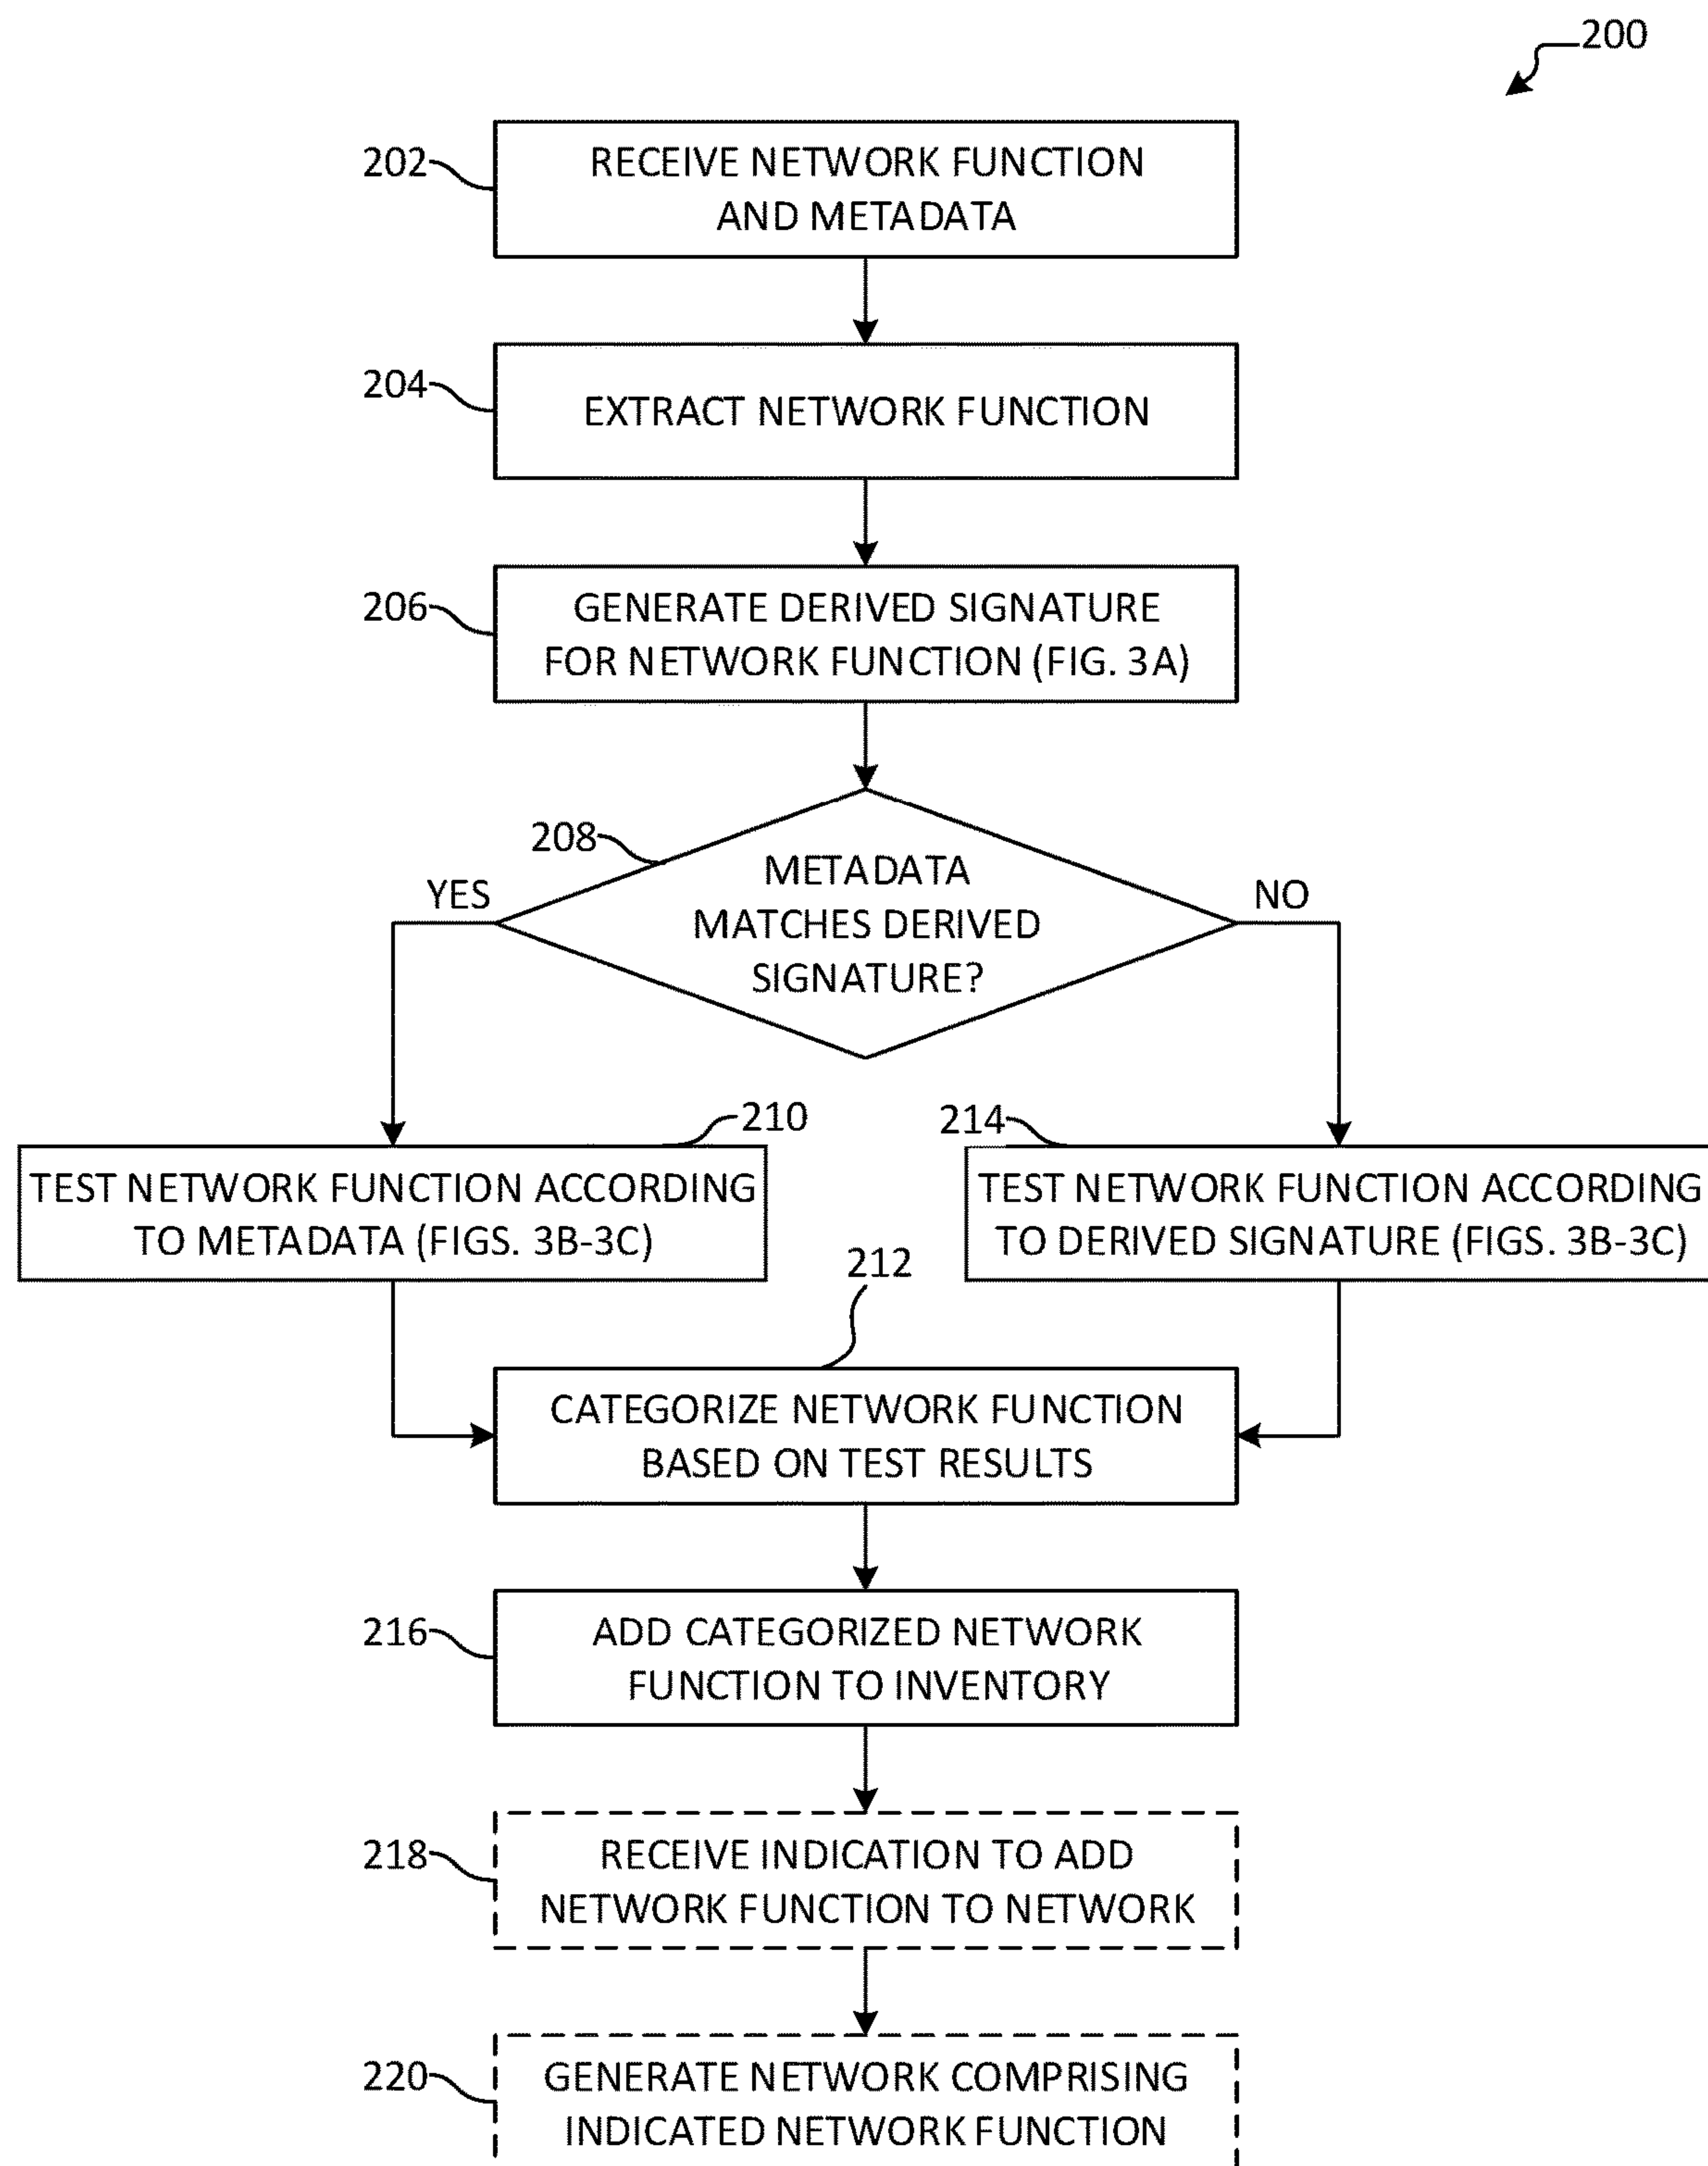 200
202
RECEIVE NETWORK FUNCTION
AND METADATA
204
EXTRACT NETWORK FUNCTION
206
GENERATE DERIVED SIGNATURE
FOR NETWORK FUNCTION (FIG. 3A)
208
METADATA
MATCHES DERIVED
SIGNATURE?
YES
NO
210
TEST NETWORK FUNCTION ACCORDING
TO METADATA (FIGS. 3B-3C)
214
TEST NETWORK FUNCTION ACCORDING
TO DERIVED SIGNATURE (FIGS. 3B-3C)
212
CATEGORIZE NETWORK FUNCTION
BASED ON TEST RESULTS
216
ADD CATEGORIZED NETWORK
FUNCTION TO INVENTORY
218
RECEIVE INDICATION TO ADD
NETWORK FUNCTION TO NETWORK
220
GENERATE NETWORK COMPRISING
INDICATED NETWORK FUNCTION